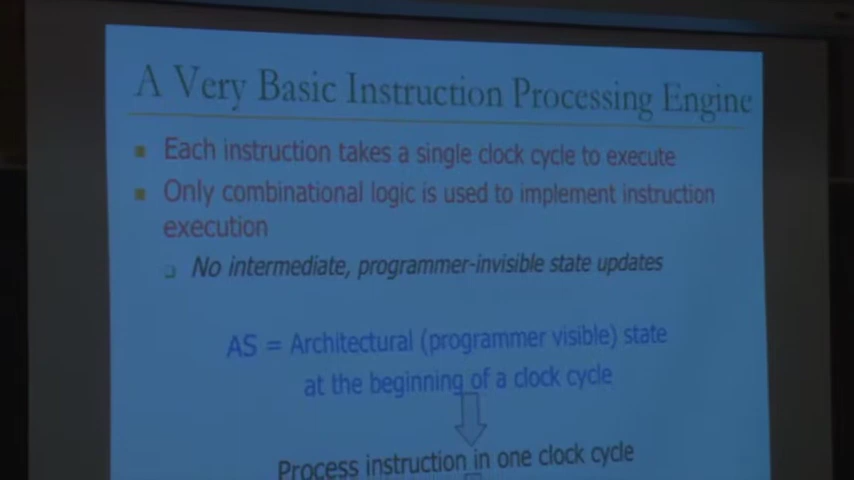 A Very Basic Instruction Processing Engine
Each instruction takes a single clock cycle to execute
Only combinational logic is used to implement instruction
execution
No intermediate, programmer-invisible state updates
AS = Architectural (programmer visible) state
at the beginning of a clock cycle
Process instruction in one clock cycle